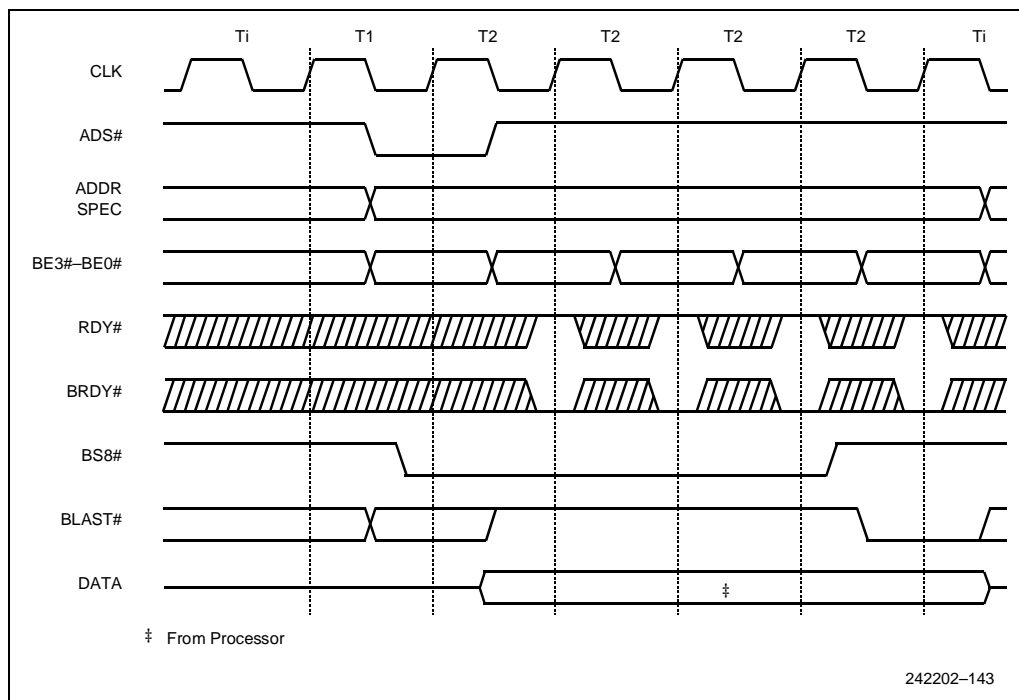 Ti T1 T2 T2 T2 T2 Ti
CLK
ADS#
ADDR
SPEC
BE3#–BE0#
RDY#
BRDY#
BS8#
BLAST#
DATA
‡
‡ From Processor
242202–143